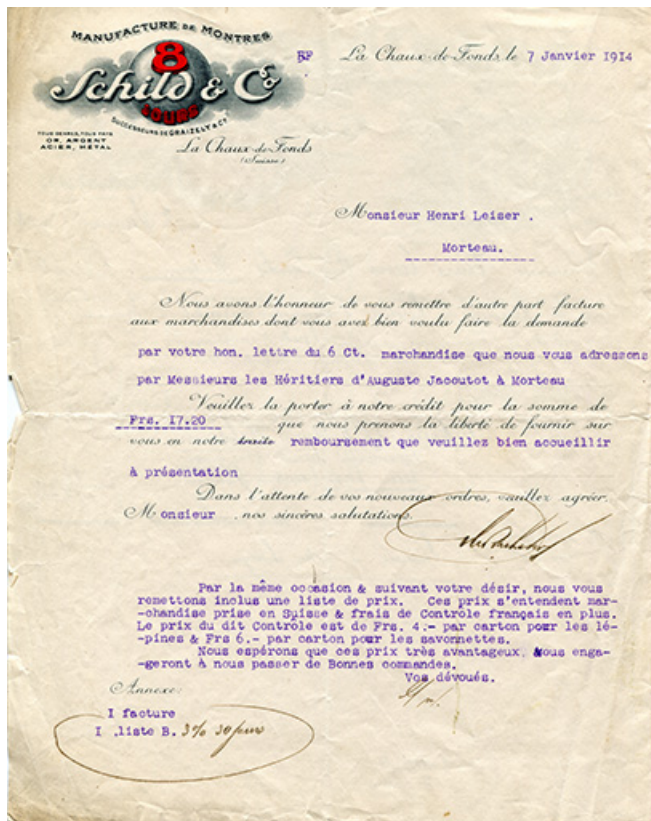 MANUFACTURE DE MONTRES
8
Schild & Co
JOURS
SUCCESSEURS DE GRAIZELY & Cº
TOUS GENRES, TOUS PAYS
OR, ARGENT
ACIER, METAL
La Chaux-de-Fonds
(Suisse)
BF La Chaux-de-Fonds, le 7 Janvier 1914
Monsieur Henri Leiser .
Morteau.
Nous avons l'honneur de vous remettre d'autre part facture
aux marchandises dont vous avez bien voulu faire la demande
par votre hon. lettre du 6 Ct. marchandise que nous vous adressons
par Messieurs les Héritiers d'Auguste Jacoutot à Morteau
Veuillez la porter à notre crédit pour la somme de
Frs. I7.20 que nous prenons la liberté de fournir sur
vous en notre traite remboursement que veuillez bien accueillir
à présentation
Dans l'attente de vos nouveaux ordres, veuillez agréer,
Monsieur , nos sincères salutations.
Par la même occasion & suivant votre désir, nous vous
remettons inclus une liste de prix. Ces prix s'entendent mar-
-chandise prise en Suisse & frais de Contrôle français en plus.
Le prix du dit Contrôle est de Frs. 4.- par carton pour les lé-
-pines & Frs 6.- par carton pour les savonnettes.
Nous espérons que ces prix très avantageux, vous enga-
-geront à nous passer de Bonnes commandes.
Vos dévoués.
Annexe:
I facture
I .liste B. 3% 30 jours